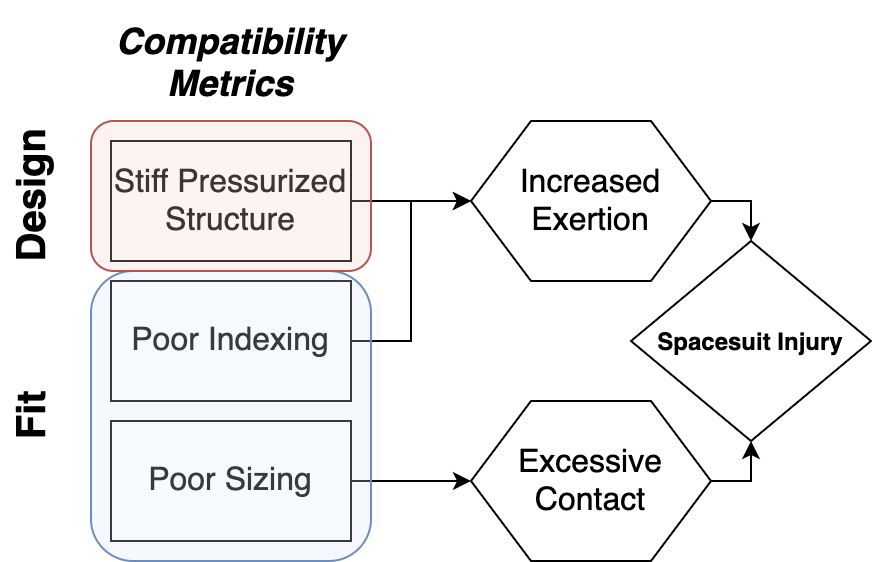 Compatibility
Metrics
Design
Stiff Pressurized
Structure
Increased
Exertion
Poor Indexing
Spacesuit Injury
Fit
Poor Sizing
Excessive
Contact